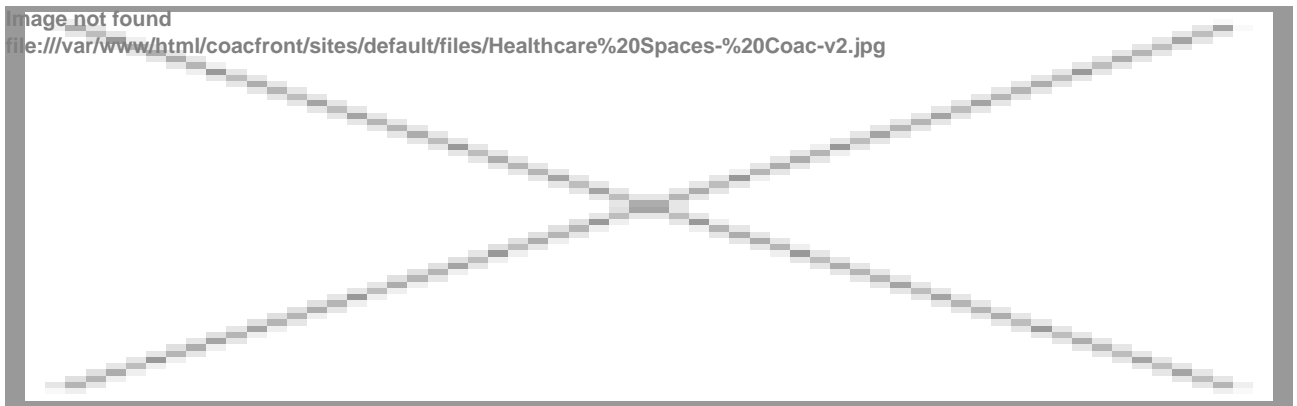 Image not found
file:///var/www/html/coacfront/sites/default/files/Healthcare%20Spaces-%20Coac-v2.jpg